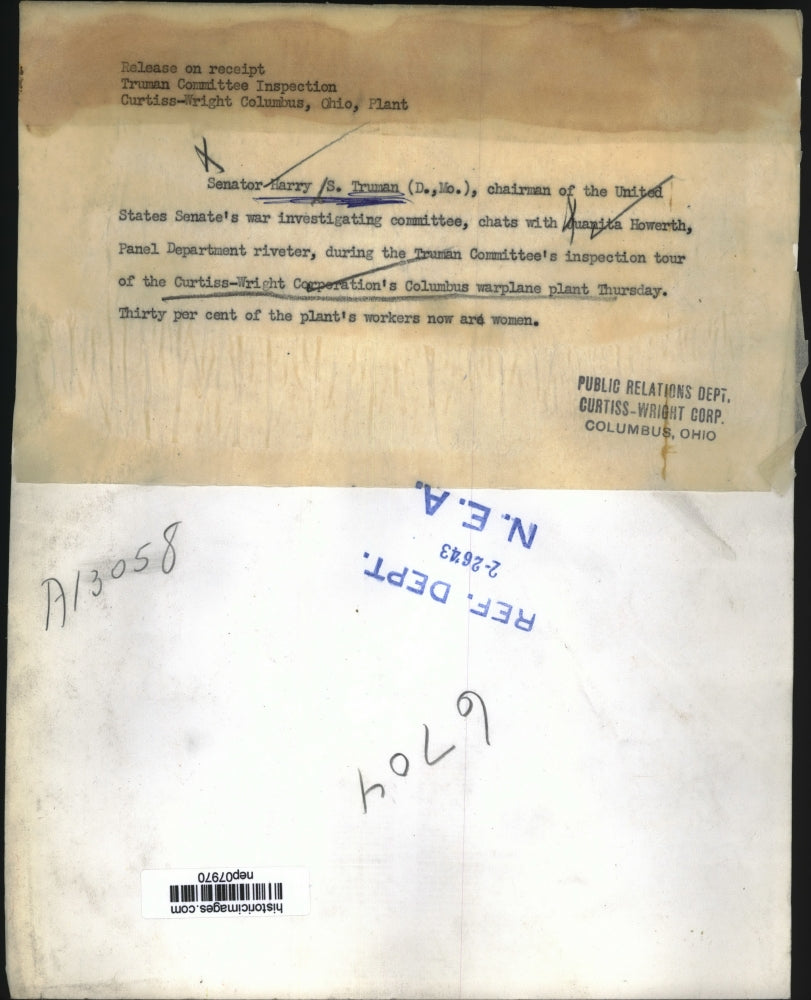 Release on receipt
Truman Committee Inspection
Curtiss-Wright Columbus, Ohio, Plant
Senator Harry S. Truman (D.,Mo.), chairman of the United
States Senate's war investigating committee, chats with Juanita Howerth,
Panel Department riveter, during the Truman Committee's inspection tour
of the Curtiss-Wright Corporation's Columbus warplane plant Thursday.
Thirty per cent of the plant's workers now are women.
PUBLIC RELATIONS DEPT,
CURTISS-WRIGHT CORP.
COLUMBUS, OHIO
A13058
REF. DEPT.
2-2643
N.E.A.
historicimages.com
nep07970